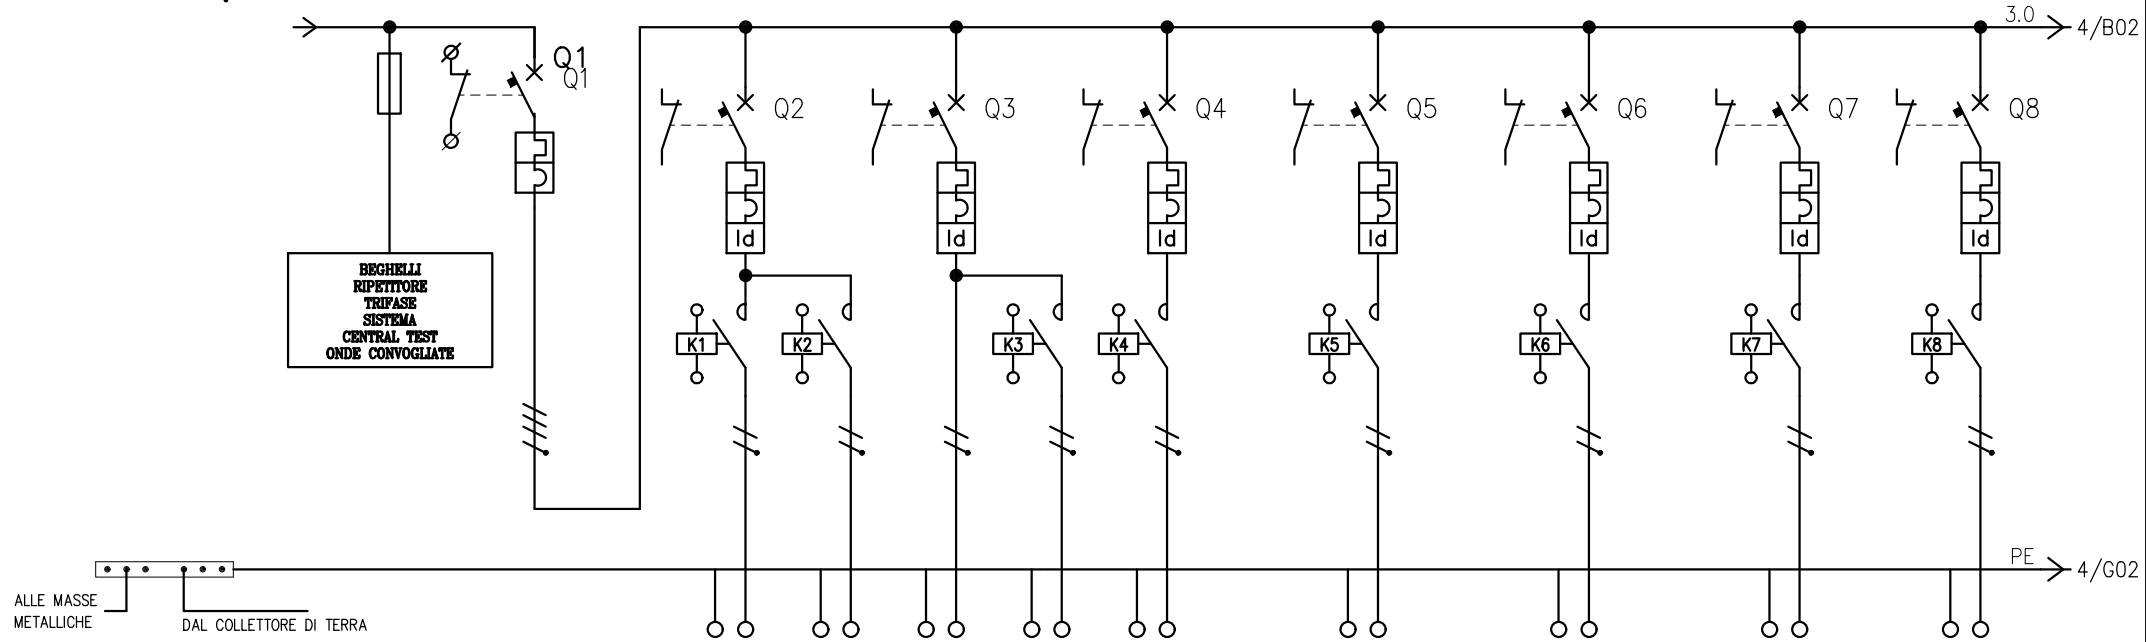 3.0
4/B02
Q1
Q1
Q2
Q3
Q4
Q5
Q6
Q7
Q8
Id
Id
Id
Id
Id
Id
Id
BEGHELLI
RIPETITORE
TRIFASE
SISTEMA
CENTRAL TEST
ONDE CONVOGLIATE
K1
K2
K3
K4
K5
K6
K7
K8
PE
4/G02
ALLE MASSE
METALLICHE
DAL COLLETTORE DI TERRA